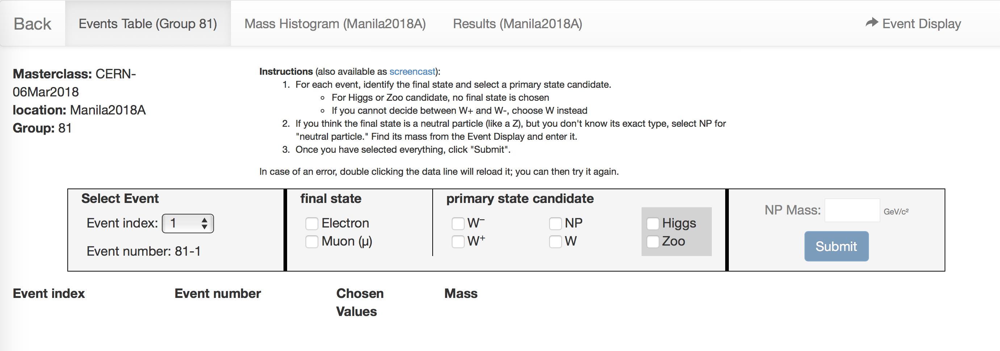 Back
Events Table (Group 81)
Mass Histogram (Manila2018A)
Results (Manila2018A)
Event Display
Masterclass: CERN-
06Mar2018
location: Manila2018A
Group: 81
Instructions (also available as screencast):
1. For each event, identify the final state and select a primary state candidate.
For Higgs or Zoo candidate, no final state is chosen
If you cannot decide between W+ and W-, choose W instead
2. If you think the final state is a neutral particle (like a Z), but you don't know its exact type, select NP for
"neutral particle." Find its mass from the Event Display and enter it.
3. Once you have selected everything, click "Submit".
In case of an error, double clicking the data line will reload it; you can then try it again.
Select Event
Event index: 1
Event number: 81-1
final state
Electron
Muon (μ)
primary state candidate
W⁻
W⁺
NP
W
Higgs
Zoo
NP Mass: GeV/c²
Submit
Event index
Event number
Chosen
Values
Mass